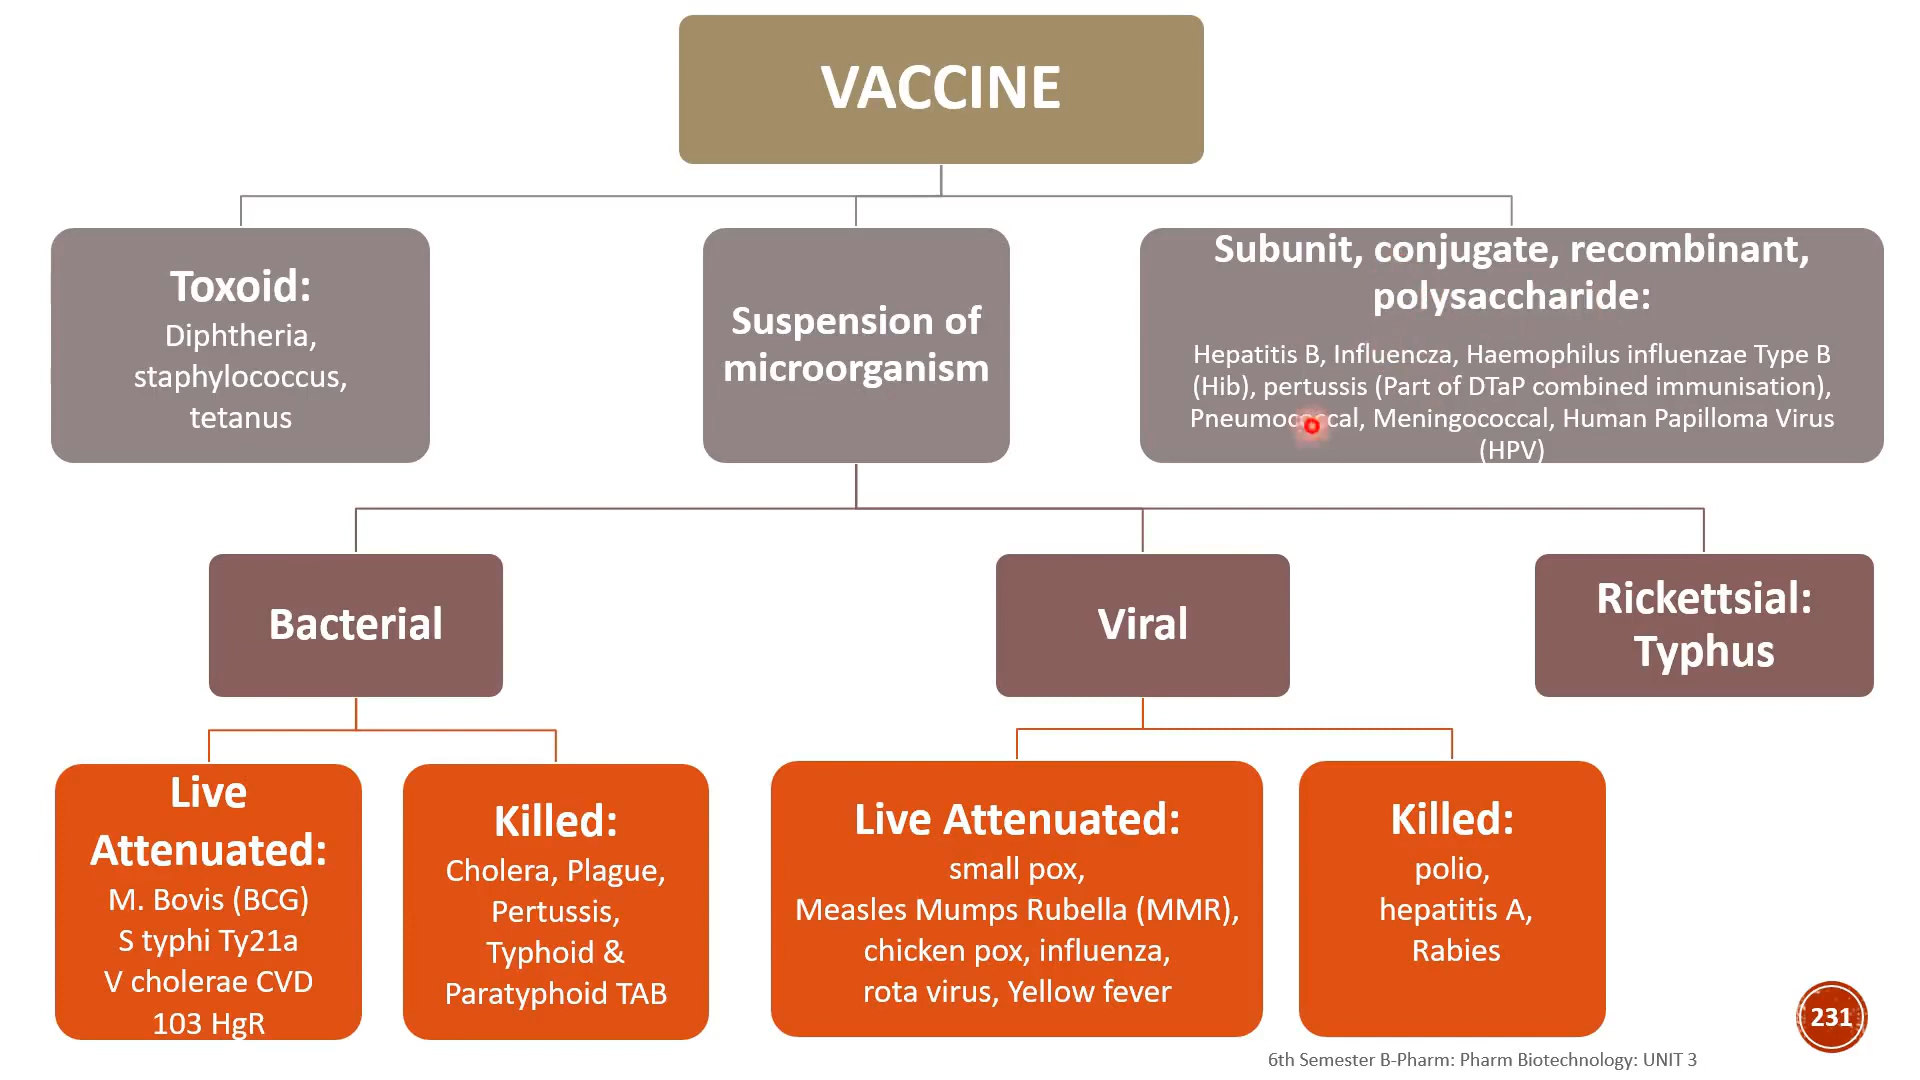 VACCINE
Toxoid:
Diphtheria,
staphylococcus,
tetanus
Suspension of
microorganism
Subunit, conjugate, recombinant,
polysaccharide:
Hepatitis B, Influencza, Haemophilus influenzae Type B
(Hib), pertussis (Part of DTaP combined immunisation),
Pneumococcal, Meningococcal, Human Papilloma Virus
(HPV)
Bacterial
Viral
Rickettsial:
Typhus
Live
Attenuated:
M. Bovis (BCG)
S typhi Ty21a
V cholerae CVD
103 HgR
Killed:
Cholera, Plague,
Pertussis,
Typhoid &
Paratyphoid TAB
Live Attenuated:
small pox,
Measles Mumps Rubella (MMR),
chicken pox, influenza,
rota virus, Yellow fever
Killed:
polio,
hepatitis A,
Rabies
231
6th Semester B-Pharm: Pharm Biotechnology: UNIT 3